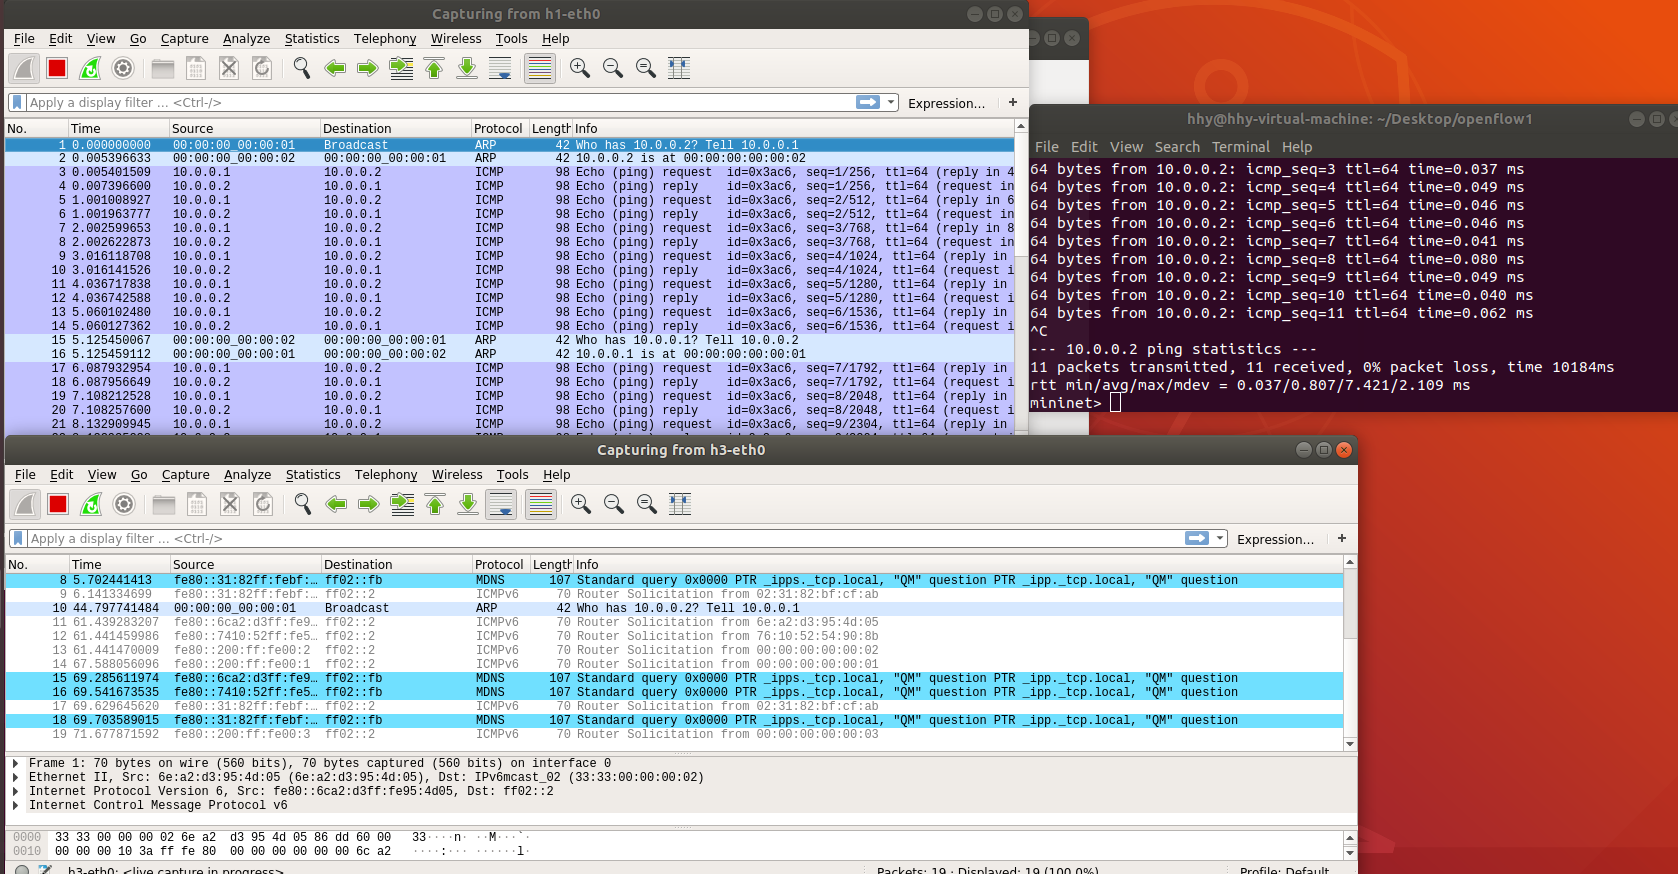 Capturing from h1-eth0
File Edit View Go Capture Analyze Statistics Telephony Wireless Tools Help
Apply a display filter ... <Ctrl-/>
Expression… +
No. Time Source Destination Protocol Length Info
1 0.000000000 00:00:00_00:00:01 Broadcast ARP 42 Who has 10.0.0.2? Tell 10.0.0.1
2 0.005396633 00:00:00_00:00:02 00:00:00_00:00:01 ARP 42 10.0.0.2 is at 00:00:00:00:00:02
3 0.005401509 10.0.0.1 10.0.0.2 ICMP 98 Echo (ping) request id=0x3ac6, seq=1/256, ttl=64 (reply in 4
4 0.007396600 10.0.0.2 10.0.0.1 ICMP 98 Echo (ping) reply id=0x3ac6, seq=1/256, ttl=64 (request in
5 1.001008927 10.0.0.1 10.0.0.2 ICMP 98 Echo (ping) request id=0x3ac6, seq=2/512, ttl=64 (reply in 6
6 1.001963777 10.0.0.2 10.0.0.1 ICMP 98 Echo (ping) reply id=0x3ac6, seq=2/512, ttl=64 (request in
7 2.002599653 10.0.0.1 10.0.0.2 ICMP 98 Echo (ping) request id=0x3ac6, seq=3/768, ttl=64 (reply in 8
8 2.002622873 10.0.0.2 10.0.0.1 ICMP 98 Echo (ping) reply id=0x3ac6, seq=3/768, ttl=64 (request in
9 3.016118708 10.0.0.1 10.0.0.2 ICMP 98 Echo (ping) request id=0x3ac6, seq=4/1024, ttl=64 (reply in
10 3.016141526 10.0.0.2 10.0.0.1 ICMP 98 Echo (ping) reply id=0x3ac6, seq=4/1024, ttl=64 (request i
11 4.036717838 10.0.0.1 10.0.0.2 ICMP 98 Echo (ping) request id=0x3ac6, seq=5/1280, ttl=64 (reply in
12 4.036742588 10.0.0.2 10.0.0.1 ICMP 98 Echo (ping) reply id=0x3ac6, seq=5/1280, ttl=64 (request i
13 5.060102480 10.0.0.1 10.0.0.2 ICMP 98 Echo (ping) request id=0x3ac6, seq=6/1536, ttl=64 (reply in
14 5.060127362 10.0.0.2 10.0.0.1 ICMP 98 Echo (ping) reply id=0x3ac6, seq=6/1536, ttl=64 (request i
15 5.125450067 00:00:00_00:00:02 00:00:00_00:00:01 ARP 42 Who has 10.0.0.1? Tell 10.0.0.2
16 5.125459112 00:00:00_00:00:01 00:00:00_00:00:02 ARP 42 10.0.0.1 is at 00:00:00:00:00:01
17 6.087932954 10.0.0.1 10.0.0.2 ICMP 98 Echo (ping) request id=0x3ac6, seq=7/1792, ttl=64 (reply in
18 6.087956649 10.0.0.2 10.0.0.1 ICMP 98 Echo (ping) reply id=0x3ac6, seq=7/1792, ttl=64 (request i
19 7.108212528 10.0.0.1 10.0.0.2 ICMP 98 Echo (ping) request id=0x3ac6, seq=8/2048, ttl=64 (reply in
20 7.108257600 10.0.0.2 10.0.0.1 ICMP 98 Echo (ping) reply id=0x3ac6, seq=8/2048, ttl=64 (request i
21 8.132909945 10.0.0.1 10.0.0.2 ICMP 98 Echo (ping) request id=0x3ac6, seq=9/2304, ttl=64 (reply in
hhy@hhy-virtual-machine: ~/Desktop/openflow1
File Edit View Search Terminal Help
64 bytes from 10.0.0.2: icmp_seq=3 ttl=64 time=0.037 ms
64 bytes from 10.0.0.2: icmp_seq=4 ttl=64 time=0.049 ms
64 bytes from 10.0.0.2: icmp_seq=5 ttl=64 time=0.046 ms
64 bytes from 10.0.0.2: icmp_seq=6 ttl=64 time=0.046 ms
64 bytes from 10.0.0.2: icmp_seq=7 ttl=64 time=0.041 ms
64 bytes from 10.0.0.2: icmp_seq=8 ttl=64 time=0.080 ms
64 bytes from 10.0.0.2: icmp_seq=9 ttl=64 time=0.049 ms
64 bytes from 10.0.0.2: icmp_seq=10 ttl=64 time=0.040 ms
64 bytes from 10.0.0.2: icmp_seq=11 ttl=64 time=0.062 ms
^C
--- 10.0.0.2 ping statistics ---
11 packets transmitted, 11 received, 0% packet loss, time 10184ms
rtt min/avg/max/mdev = 0.037/0.807/7.421/2.109 ms
mininet>
Capturing from h3-eth0
File Edit View Go Capture Analyze Statistics Telephony Wireless Tools Help
Apply a display filter ... <Ctrl-/>
Expression… +
No. Time Source Destination Protocol Length Info
8 5.702441413 fe80::31:82ff:febf:… ff02::fb MDNS 107 Standard query 0x0000 PTR _ipps._tcp.local, "QM" question PTR _ipp._tcp.local, "QM" question
9 6.141334699 fe80::31:82ff:febf:… ff02::2 ICMPv6 70 Router Solicitation from 02:31:82:bf:cf:ab
10 44.797741484 00:00:00_00:00:01 Broadcast ARP 42 Who has 10.0.0.2? Tell 10.0.0.1
11 61.439283207 fe80::6ca2:d3ff:fe9… ff02::2 ICMPv6 70 Router Solicitation from 6e:a2:d3:95:4d:05
12 61.441459986 fe80::7410:52ff:fe5… ff02::2 ICMPv6 70 Router Solicitation from 76:10:52:54:90:8b
13 61.441470009 fe80::200:ff:fe00:2 ff02::2 ICMPv6 70 Router Solicitation from 00:00:00:00:00:02
14 67.588056096 fe80::200:ff:fe00:1 ff02::2 ICMPv6 70 Router Solicitation from 00:00:00:00:00:01
15 69.285611974 fe80::6ca2:d3ff:fe9… ff02::fb MDNS 107 Standard query 0x0000 PTR _ipps._tcp.local, "QM" question PTR _ipp._tcp.local, "QM" question
16 69.541673535 fe80::7410:52ff:fe5… ff02::fb MDNS 107 Standard query 0x0000 PTR _ipps._tcp.local, "QM" question PTR _ipp._tcp.local, "QM" question
17 69.629645620 fe80::31:82ff:febf:… ff02::2 ICMPv6 70 Router Solicitation from 02:31:82:bf:cf:ab
18 69.703589015 fe80::31:82ff:febf:… ff02::fb MDNS 107 Standard query 0x0000 PTR _ipps._tcp.local, "QM" question PTR _ipp._tcp.local, "QM" question
19 71.677871592 fe80::200:ff:fe00:3 ff02::2 ICMPv6 70 Router Solicitation from 00:00:00:00:00:03
Frame 1: 70 bytes on wire (560 bits), 70 bytes captured (560 bits) on interface 0
Ethernet II, Src: 6e:a2:d3:95:4d:05 (6e:a2:d3:95:4d:05), Dst: IPv6mcast_02 (33:33:00:00:00:02)
Internet Protocol Version 6, Src: fe80::6ca2:d3ff:fe95:4d05, Dst: ff02::2
Internet Control Message Protocol v6
0000 33 33 00 00 00 02 6e a2 d3 95 4d 05 86 dd 60 00 33····n· ··M···`·
0010 00 00 00 10 3a ff fe 80 00 00 00 00 00 00 6c a2 ····:··· ······l·
h3-eth0: <live capture in progress> Packets: 19 · Displayed: 19 (100.0%) Profile: Default